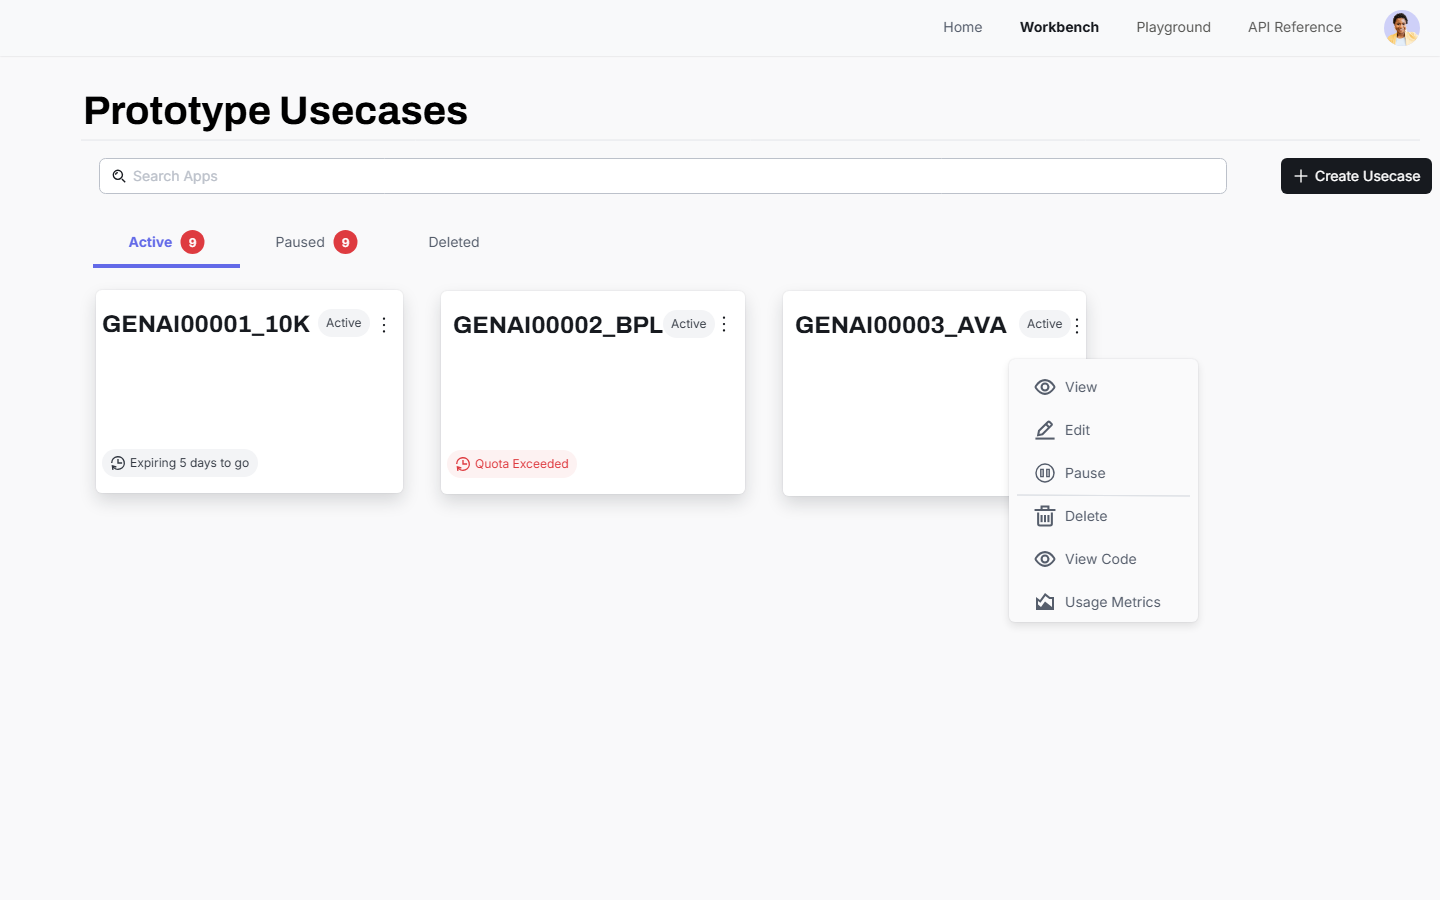 Home Workbench Playground API Reference
Prototype Usecases
Search Apps
Create Usecase
Active 9 Paused 9 Deleted
GENAI00001_10K Active
Expiring 5 days to go
GENAI00002_BPL Active
Quota Exceeded
GENAI00003_AVA Active
View
Edit
Pause
Delete
View Code
Usage Metrics